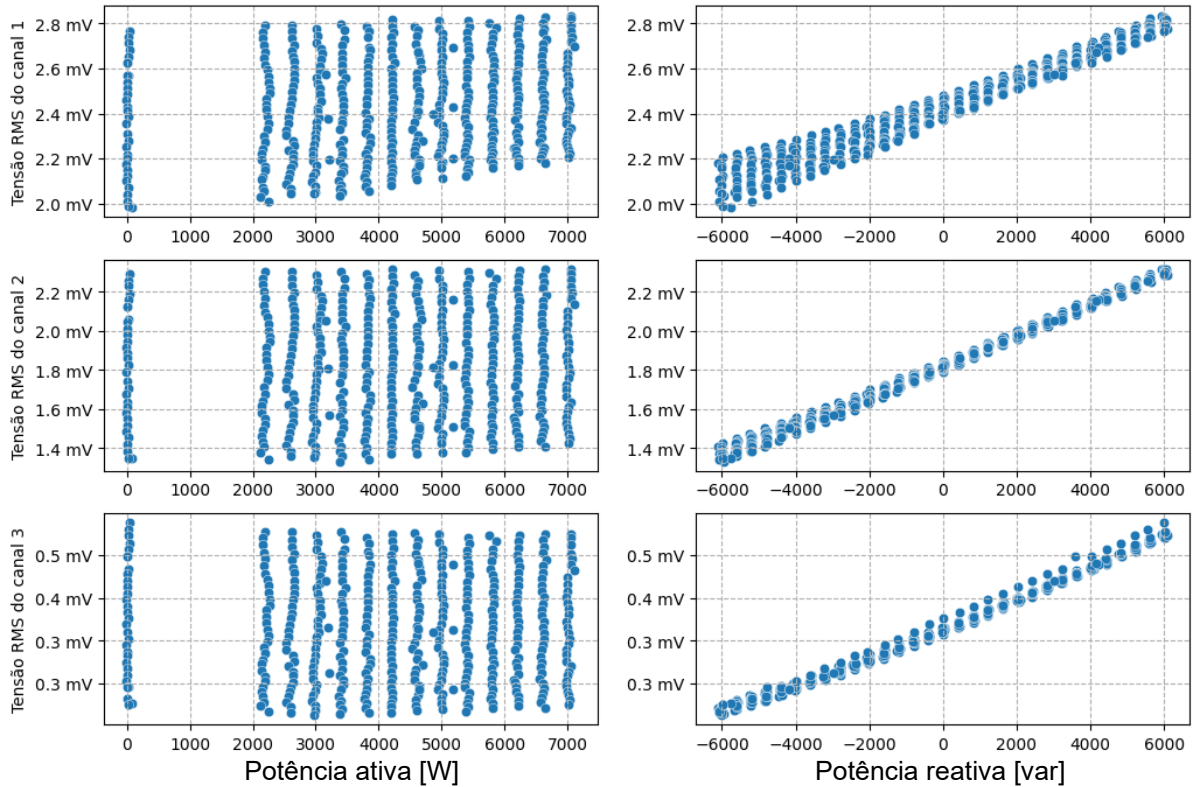 Tensão RMS do canal 1
2.8 mV
2.6 mV
2.4 mV
2.2 mV
2.0 mV
0 1000 2000 3000 4000 5000 6000 7000
2.8 mV
2.6 mV
2.4 mV
2.2 mV
2.0 mV
−6000 −4000 −2000 0 2000 4000 6000
Tensão RMS do canal 2
2.2 mV
2.0 mV
1.8 mV
1.6 mV
1.4 mV
0 1000 2000 3000 4000 5000 6000 7000
2.2 mV
2.0 mV
1.8 mV
1.6 mV
1.4 mV
−6000 −4000 −2000 0 2000 4000 6000
Tensão RMS do canal 3
0.5 mV
0.4 mV
0.3 mV
0.3 mV
0 1000 2000 3000 4000 5000 6000 7000
Potência ativa [W]
0.5 mV
0.4 mV
0.3 mV
0.3 mV
−6000 −4000 −2000 0 2000 4000 6000
Potência reativa [var]